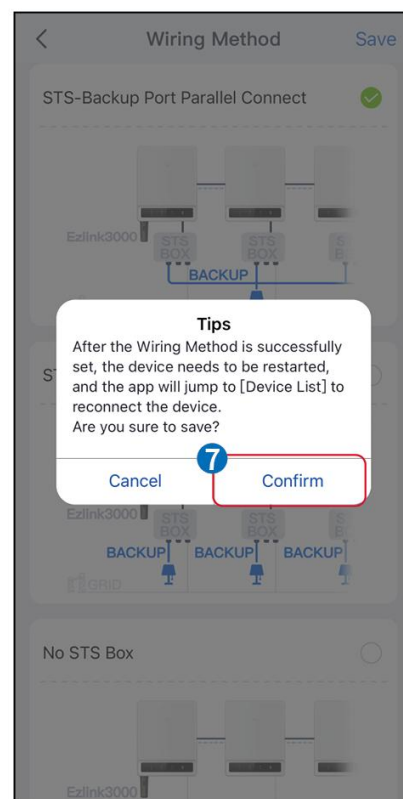 Wiring Method Save
STS-Backup Port Parallel Connect
Ezlink3000
STS BOX
STS BOX
S
B
BACKUP
Tips
After the Wiring Method is successfully
set, the device needs to be restarted,
and the app will jump to [Device List] to
reconnect the device.
Are you sure to save?
7
Cancel Confirm
Ezlink3000
STS BOX
STS BOX
BACKUP BACKUP BACKUP
GRID
No STS Box
Ezlink3000